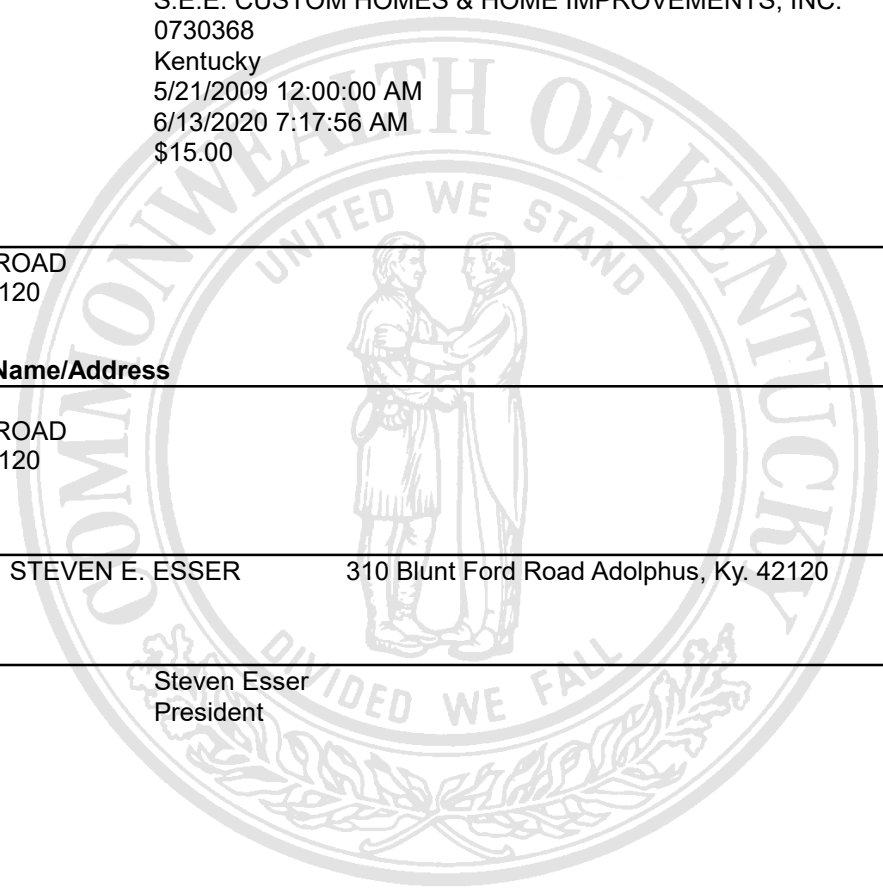 S.E.E. CUSTOM HOMES & HOME IMPROVEMENTS, INC.
0730368
Kentucky
5/21/2009 12:00:00 AM
6/13/2020 7:17:56 AM
$15.00
ROAD
120
Name/Address
ROAD
120
STEVEN E. ESSER 310 Blunt Ford Road Adolphus, Ky. 42120
Steven Esser
President
COMMONWEALTH OF KENTUCKY
UNITED WE STAND
DIVIDED WE FALL